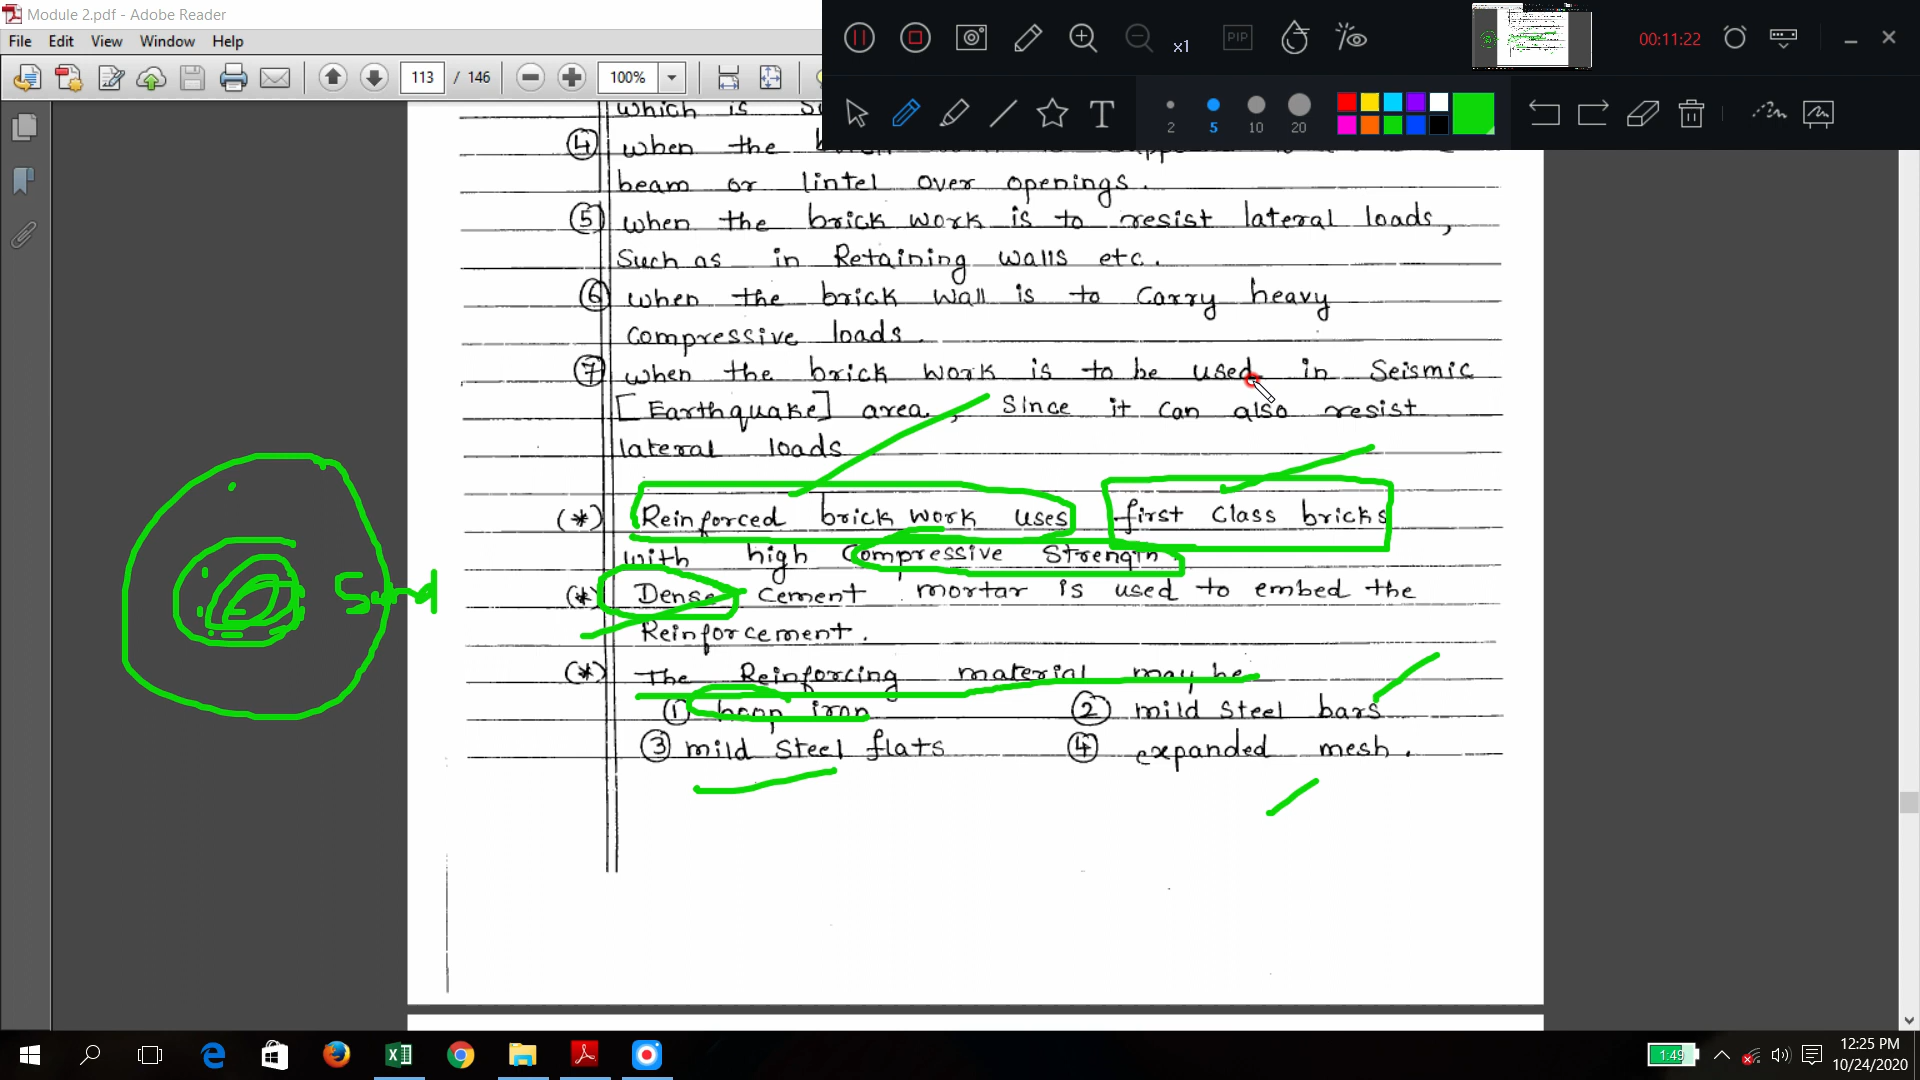 Module 2.pdf - Adobe Reader
File Edit View Window Help
113 / 146 100%
x1 PIP 00:11:22
2 5 10 20 T
which is
④ when the
beam or lintel over openings.
⑤ when the brick work is to resist lateral loads,
Such as in Retaining walls etc.
⑥ when the brick wall is to carry heavy
compressive loads.
⑦ when the brick work is to be used in Seismic
[Earthquake] area, Since it can also resist
lateral loads
(*) Reinforced brick work uses first class bricks
with high compressive strength
(*) Dense cement mortar is used to embed the
Reinforcement.
(*) The Reinforcing material may be
① hoop iron ② mild steel bars
③ mild steel flats ④ expanded mesh.
1:49
12:25 PM
10/24/2020